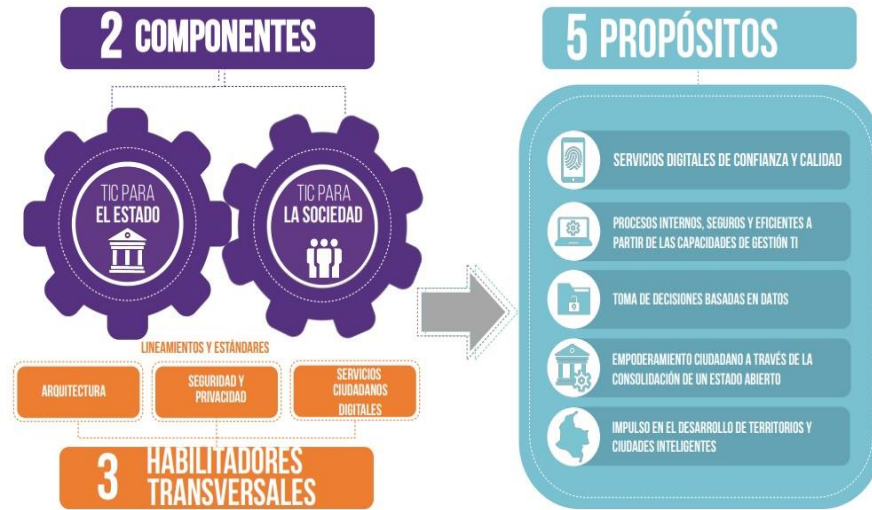 2 COMPONENTES
TIC PARA
EL ESTADO
TIC PARA
LA SOCIEDAD
LINEAMIENTOS Y ESTÁNDARES
ARQUITECTURA
SEGURIDAD Y
PRIVACIDAD
SERVICIOS
CIUDADANOS
DIGITALES
3 HABILITADORES
TRANSVERSALES
5 PROPÓSITOS
SERVICIOS DIGITALES DE CONFIANZA Y CALIDAD
PROCESOS INTERNOS, SEGUROS Y EFICIENTES A
PARTIR DE LAS CAPACIDADES DE GESTIÓN TI
TOMA DE DECISIONES BASADAS EN DATOS
EMPODERAMIENTO CIUDADANO A TRAVÉS DE LA
CONSOLIDACIÓN DE UN ESTADO ABIERTO
IMPULSO EN EL DESARROLLO DE TERRITORIOS Y
CIUDADES INTELIGENTES